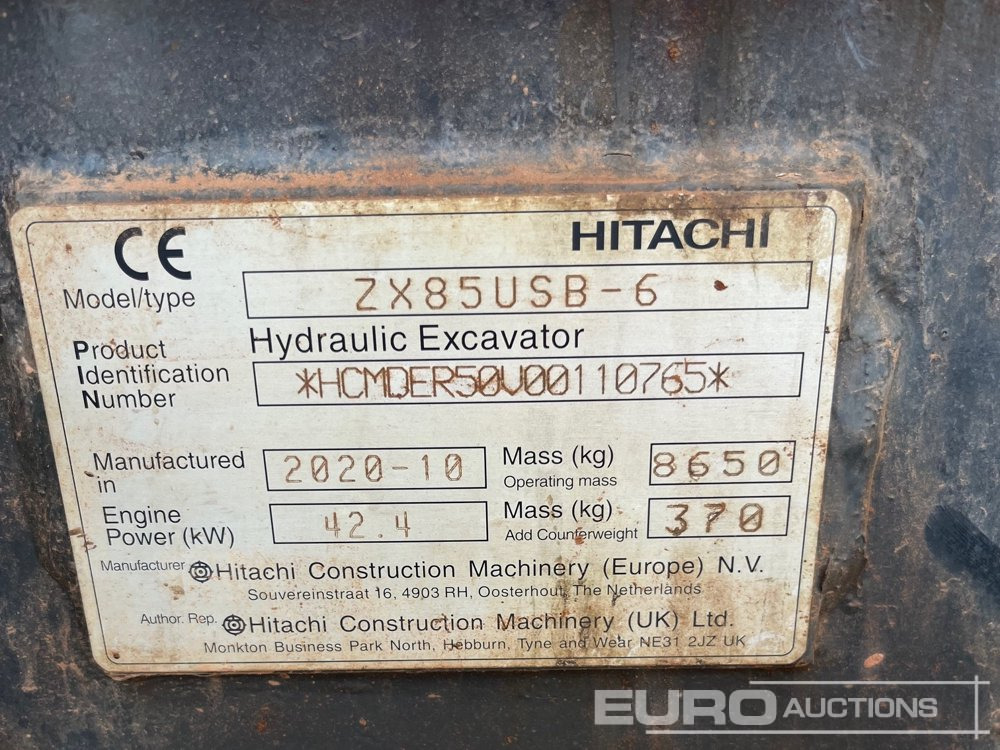 CE HITACHI
Model/type ZX85USB-6
Product Hydraulic Excavator
Identification *HCMDER50V00110765*
Number
Manufactured in 2020-10 Mass (kg) Operating mass 8650
Engine Power (kW) 42.4 Mass (kg) Add Counterweight 370
Manufacturer Hitachi Construction Machinery (Europe) N.V.
Souvereinstraat 16, 4903 RH, Oosterhout, The Netherlands
Author. Rep. Hitachi Construction Machinery (UK) Ltd.
Monkton Business Park North, Hebburn, Tyne and Wear NE31 2JZ UK
EURO AUCTIONS